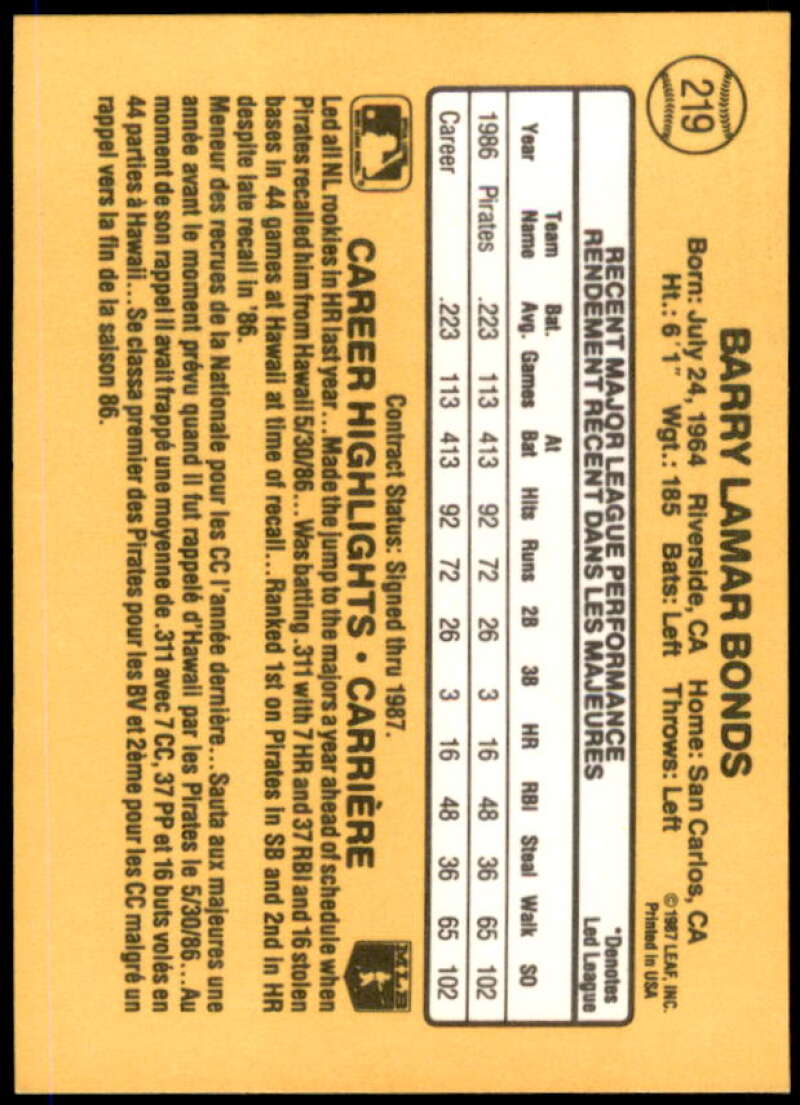 219
BARRY LAMAR BONDS
Born: July 24, 1964 Riverside, CA Home: San Carlos, CA
Ht.: 6'1" Wgt.: 185 Bats: Left Throws: Left
©1987 LEAF, INC.
Printed in USA
RECENT MAJOR LEAGUE PERFORMANCE
RENDEMENT RECENT DANS LES MAJEURES
*Denotes
Led League
Team Bat. At
Year Name Avg. Games Bat Hits Runs 2B 3B HR RBI Steal Walk SO
1986 Pirates .223 113 413 92 72 26 3 16 48 36 65 102
Career .223 113 413 92 72 26 3 16 48 36 65 102
Contract Status: Signed thru 1987.
CAREER HIGHLIGHTS • CARRIÈRE
MLB
Led all NL rookies in HR last year...Made the jump to the majors a year ahead of schedule when
Pirates recalled him from Hawaii 5/30/86...Was batting .311 with 7 HR and 37 RBI and 16 stolen
bases in 44 games at Hawaii at time of recall...Ranked 1st on Pirates in SB and 2nd in HR
despite late recall in '86.
Meneur des recrues de la Nationale pour les CC l'année dernière...Sauta aux majeures une
année avant le moment prévu quand il fut rappelé d'Hawaii par les Pirates le 5/30/86...Au
moment de son rappel il avait frappé une moyenne de .311 avec 7 CC, 37 PP et 16 buts volés en
44 parties à Hawaii...Se classa premier des Pirates pour les BV et 2ème pour les CC malgré un
rappel vers la fin de la saison 86.